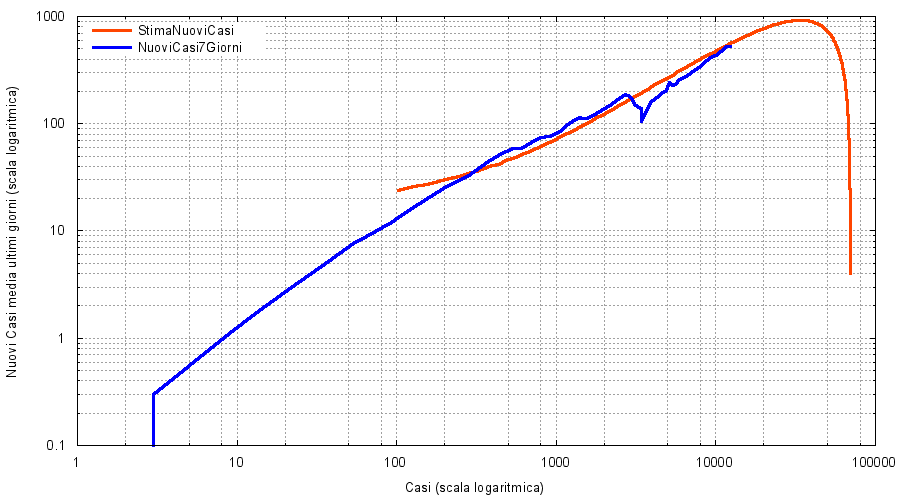 1000
100
10
1
0.1
StimaNuoviCasi
NuoviCasi7Giorni
Nuovi Casi media ultimi giorni (scala logaritmica)
1 10 100 1000 10000 100000
Casi (scala logaritmica)